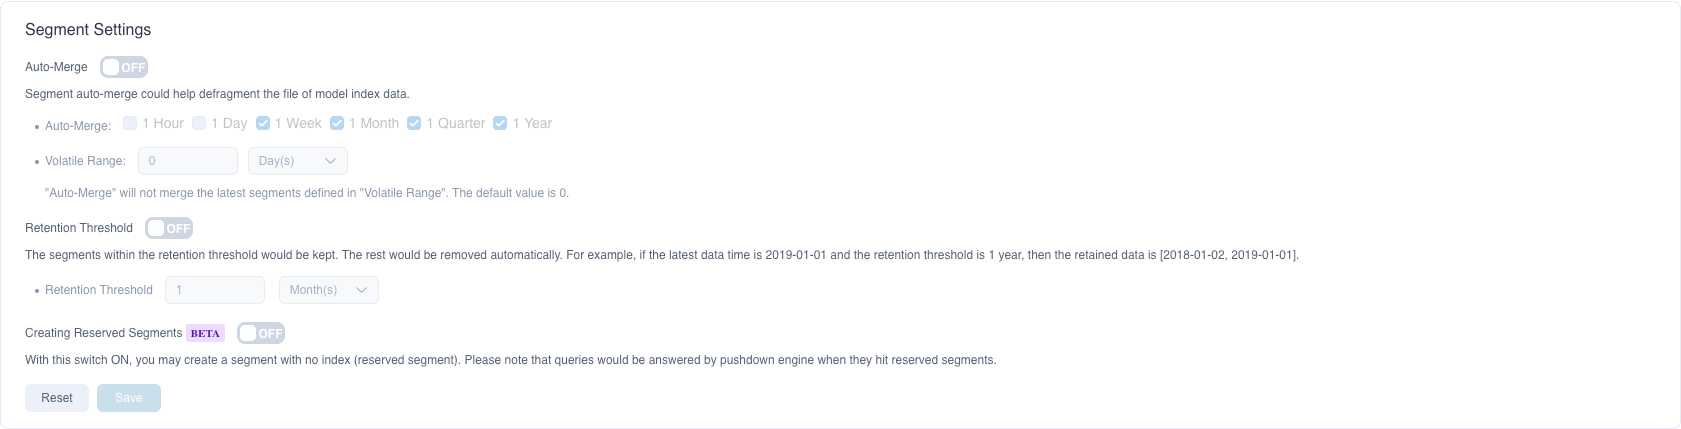 Segment Settings
Auto-Merge OFF
Segment auto-merge could help defragment the file of model index data.
• Auto-Merge: 1 Hour 1 Day 1 Week 1 Month 1 Quarter 1 Year
• Volatile Range: 0 Day(s)
"Auto-Merge" will not merge the latest segments defined in "Volatile Range". The default value is 0.
Retention Threshold OFF
The segments within the retention threshold would be kept. The rest would be removed automatically. For example, if the latest data time is 2019-01-01 and the retention threshold is 1 year, then the retained data is [2018-01-02, 2019-01-01].
• Retention Threshold 1 Month(s)
Creating Reserved Segments BETA OFF
With this switch ON, you may create a segment with no index (reserved segment). Please note that queries would be answered by pushdown engine when they hit reserved segments.
Reset Save